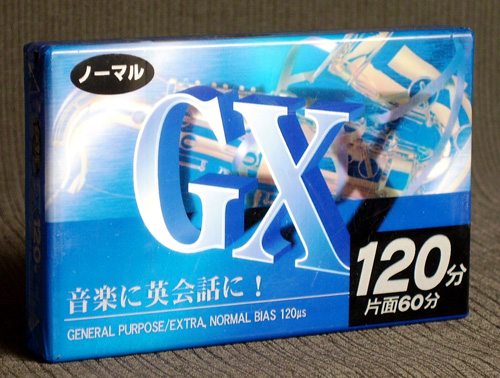 ノーマル
GX
120分
片面60分
音楽に英会話に!
GENERAL PURPOSE/EXTRA, NORMAL BIAS 120µs
120